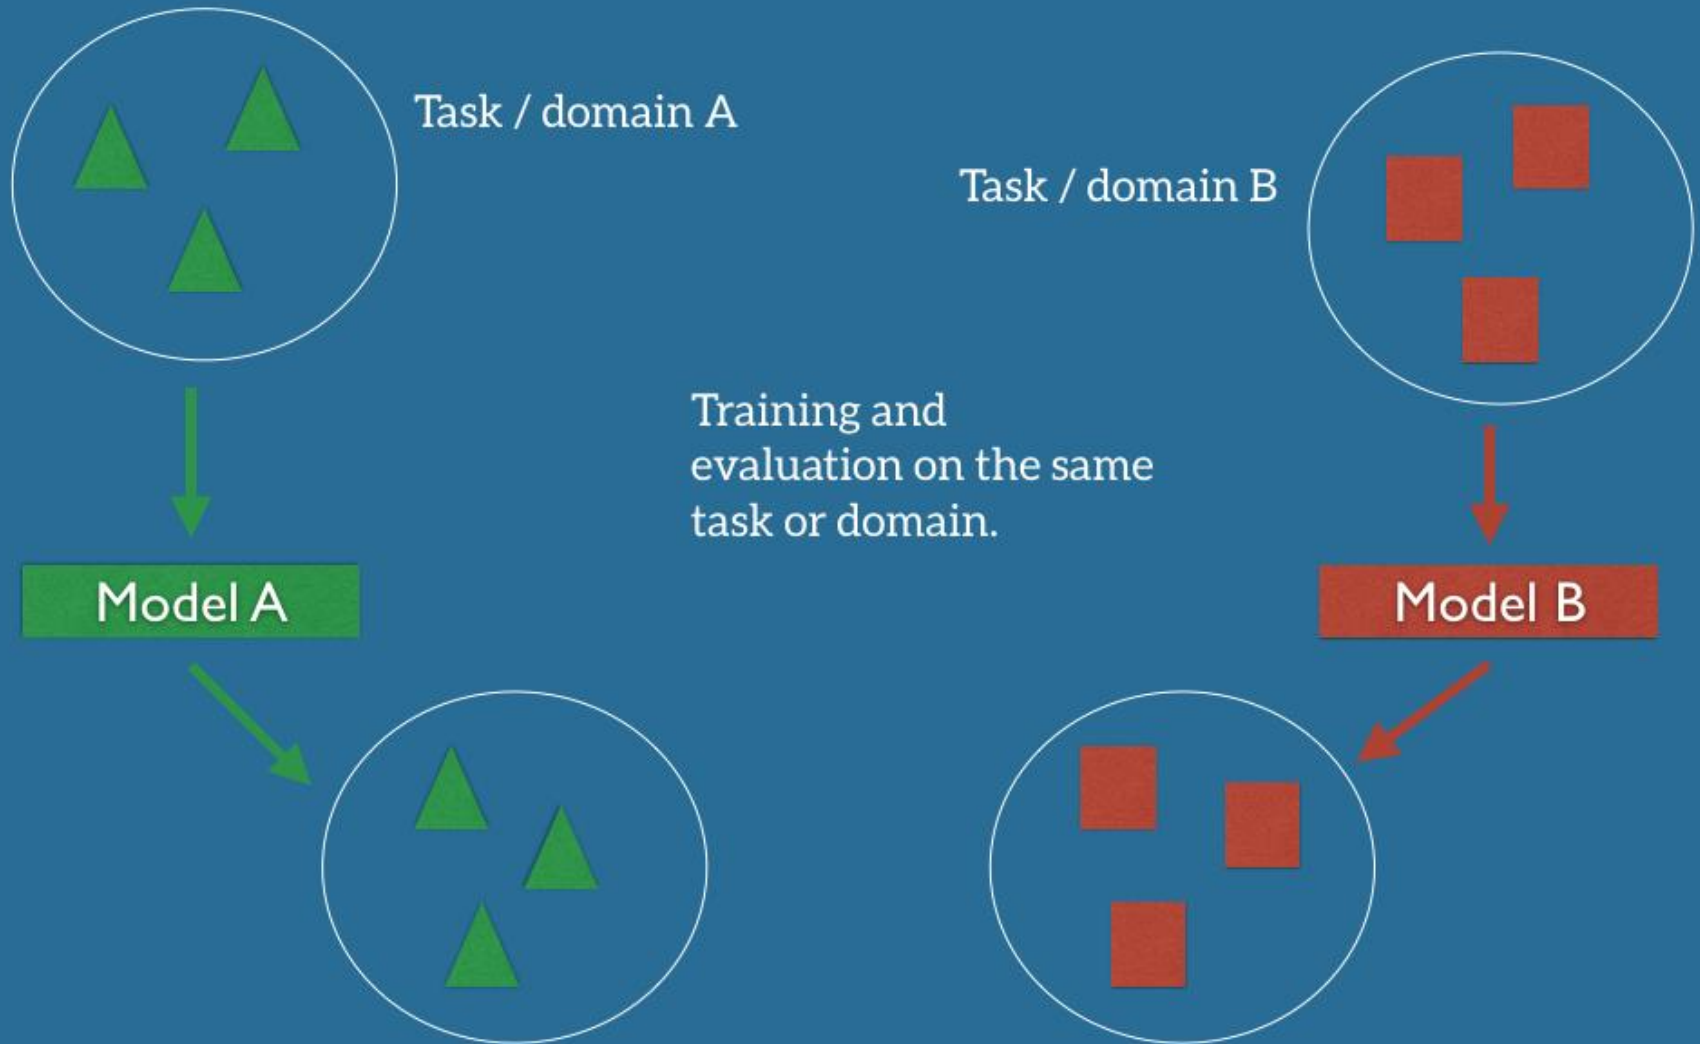 Task / domain A
Task / domain B
Training and
evaluation on the same
task or domain.
Model A
Model B